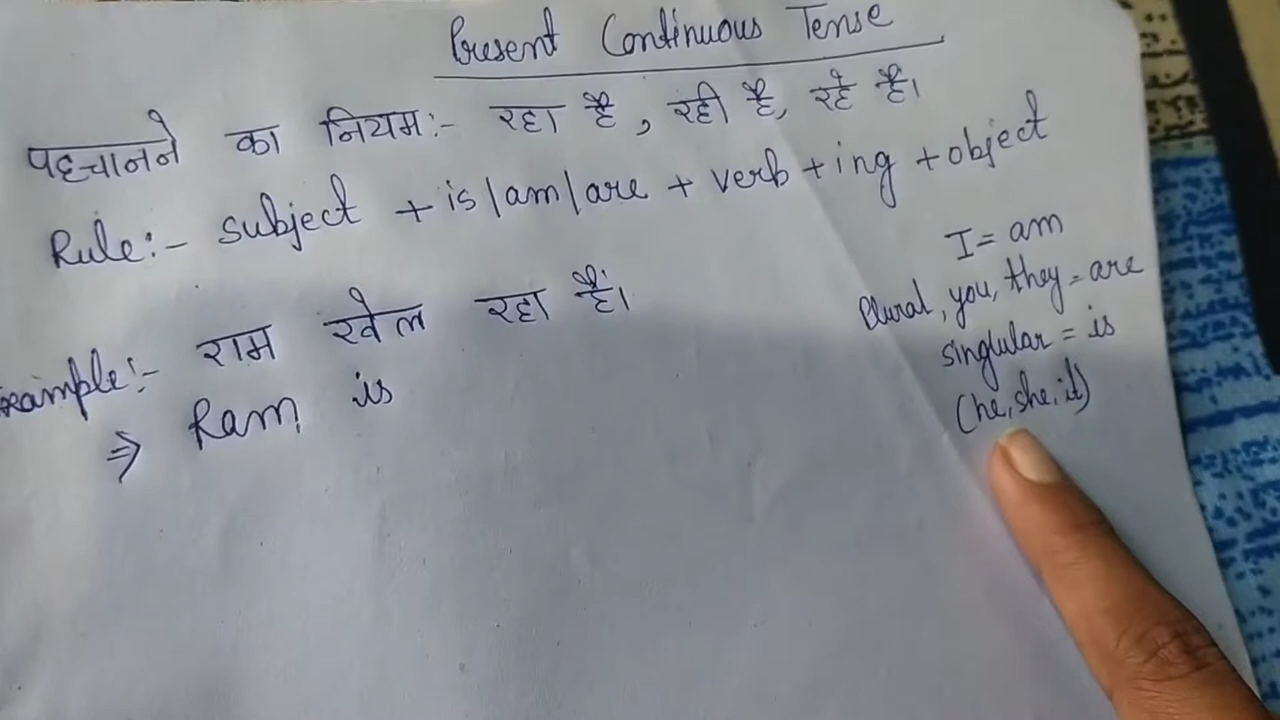 Present Continuous Tense
पहचानने का नियम:- रहा है, रही है, रहे है।
Rule:- subject + is/am/are + verb + ing + object
I = am
Plural, you, they = are
singular = is
(he, she, it)
Example:- राम खेल रहा हैं।
⇒ Ram is